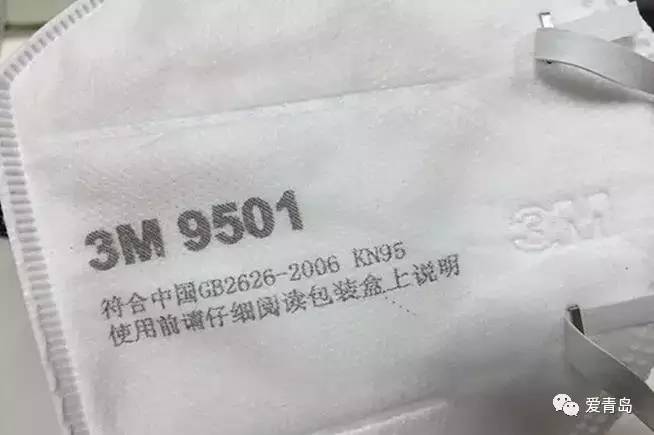 3M 9501
3M
符合中国GB2626-2006 KN95
使用前请仔细阅读包装盒上说明
爱青岛